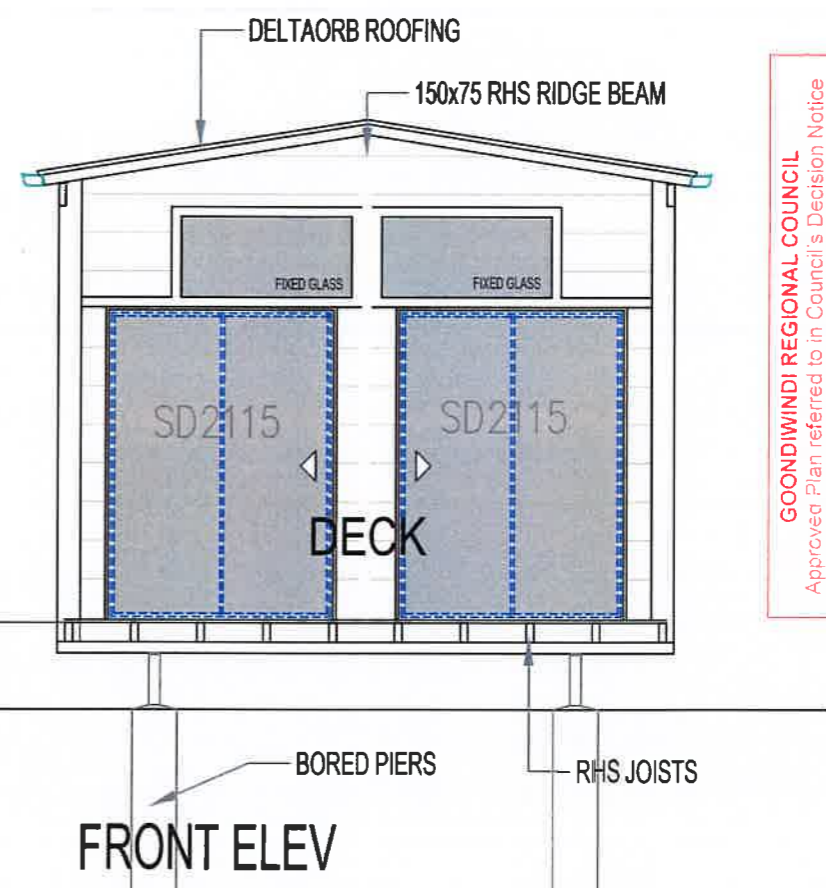 DELTAORB ROOFING
150x75 RHS RIDGE BEAM
FIXED GLASS
FIXED GLASS
SD2115
SD2115
DECK
BORED PIERS
RHS JOISTS
FRONT ELEV
GOONDIWINDI REGIONAL COUNCIL
Approved Plan referred to in Council's Decision Notice